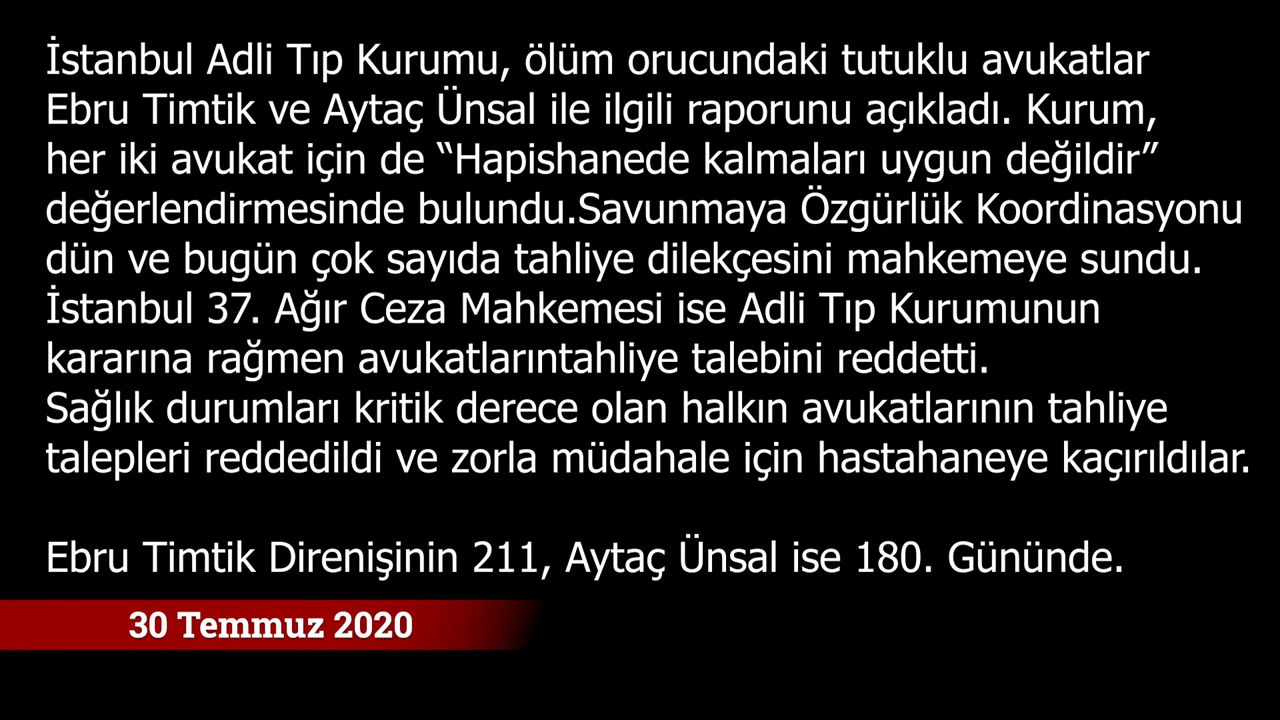 İstanbul Adli Tıp Kurumu, ölüm orucundaki tutuklu avukatlar
Ebru Timtik ve Aytaç Ünsal ile ilgili raporunu açıkladı. Kurum,
her iki avukat için de “Hapishanede kalmaları uygun değildir”
değerlendirmesinde bulundu.Savunmaya Özgürlük Koordinasyonu
dün ve bugün çok sayıda tahliye dilekçesini mahkemeye sundu.
İstanbul 37. Ağır Ceza Mahkemesi ise Adli Tıp Kurumunun
kararına rağmen avukatlarıntahliye talebini reddetti.
Sağlık durumları kritik derece olan halkın avukatlarının tahliye
talepleri reddedildi ve zorla müdahale için hastahaneye kaçırıldılar.
Ebru Timtik Direnişinin 211, Aytaç Ünsal ise 180. Gününde.
30 Temmuz 2020